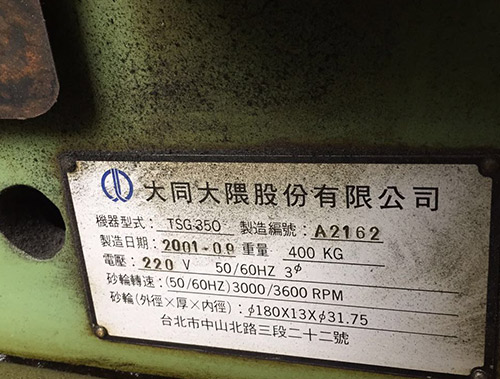 大同大隈股份有限公司
機器型式：TSG-350 製造編號：A2162
製造日期：2001-09 重量 400 KG
電壓：220 V 50/60HZ 3φ
砂輪轉速：(50/60HZ)3000/3600 RPM
砂輪(外徑×厚×內徑)：φ180X13Xφ31.75
台北市中山北路三段二十二號